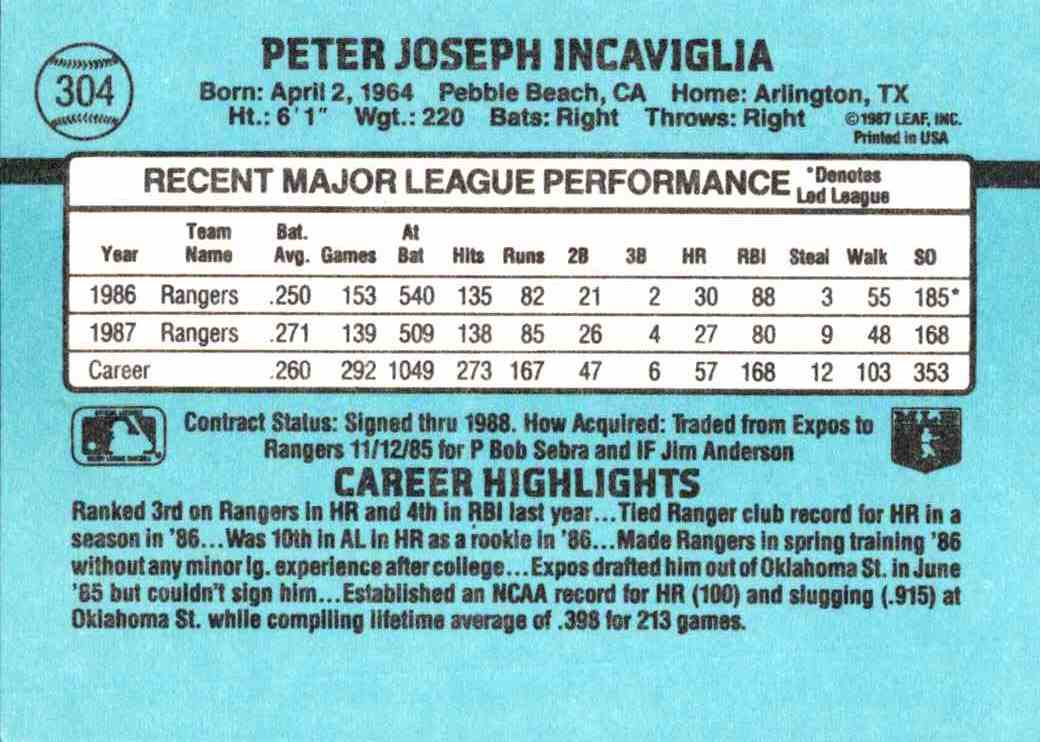 304
PETER JOSEPH INCAVIGLIA
Born: April 2, 1964 Pebble Beach, CA Home: Arlington, TX
Ht.: 6'1" Wgt.: 220 Bats: Right Throws: Right ©1987 LEAF, INC.
Printed in USA
RECENT MAJOR LEAGUE PERFORMANCE *Denotes
Led League
Team Bat. At
Year Name Avg. Games Bat Hits Runs 2B 3B HR RBI Steal Walk SO
1986 Rangers .250 153 540 135 82 21 2 30 88 3 55 185*
1987 Rangers .271 139 509 138 85 26 4 27 80 9 48 168
Career .260 292 1049 273 167 47 6 57 168 12 103 353
Contract Status: Signed thru 1988. How Acquired: Traded from Expos to
Rangers 11/12/85 for P Bob Sebra and IF Jim Anderson
CAREER HIGHLIGHTS
Ranked 3rd on Rangers in HR and 4th in RBI last year...Tied Ranger club record for HR in a
season in '86...Was 10th in AL in HR as a rookie in '86...Made Rangers in spring training '86
without any minor lg. experience after college...Expos drafted him out of Oklahoma St. in June
'85 but couldn't sign him...Established an NCAA record for HR (100) and slugging (.915) at
Oklahoma St. while compiling lifetime average of .398 for 213 games.